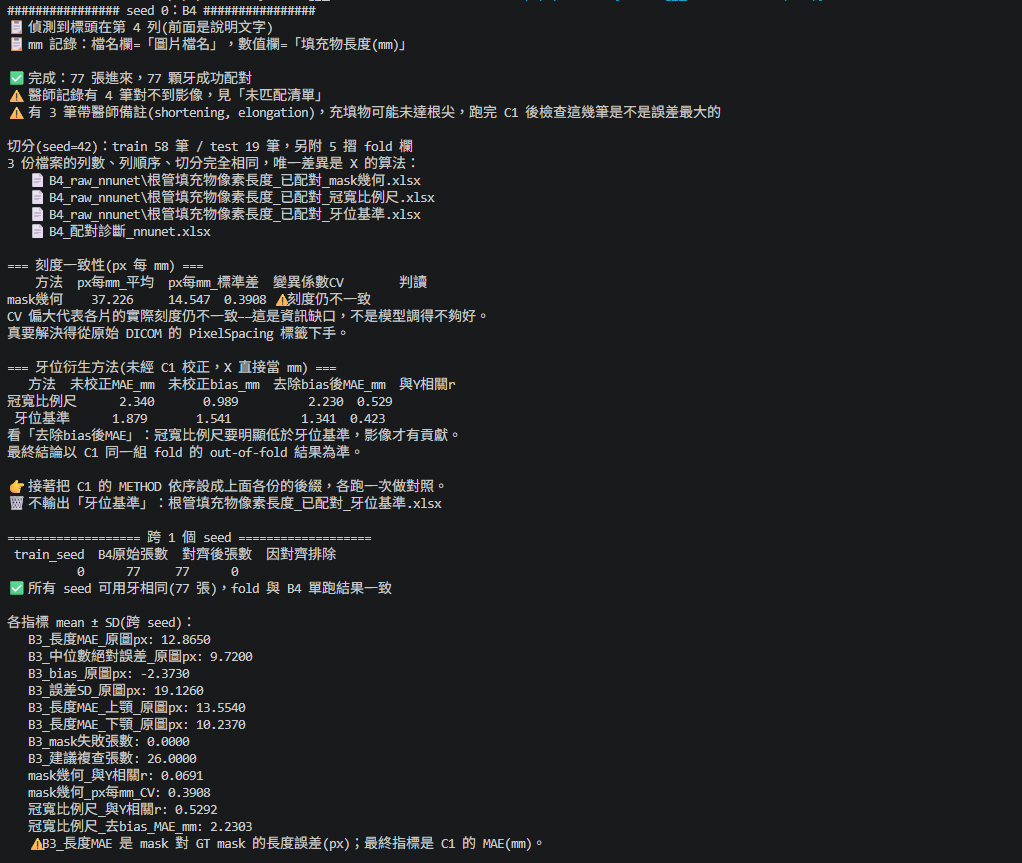 ################ seed 0：B4 ################
📋 偵測到標頭在第 4 列(前面是說明文字)
📋 mm 記錄：檔名欄=「圖片檔名」，數值欄=「填充物長度(mm)」
✅ 完成：77 張進來，77 顆牙成功配對
⚠️ 醫師記錄有 4 筆對不到影像，見「未匹配清單」
⚠️ 有 3 筆帶醫師備註(shortening, elongation)，充填物可能未達根尖，跑完 C1 後檢查這幾筆是不是誤差最大的
切分(seed=42)：train 58 筆 / test 19 筆，另附 5 摺 fold 欄
3 份檔案的列數、列順序、切分完全相同，唯一差異是 X 的算法：
📄 B4_raw_nnunet\根管填充物像素長度_已配對_mask幾何.xlsx
📄 B4_raw_nnunet\根管填充物像素長度_已配對_冠寬比例尺.xlsx
📄 B4_raw_nnunet\根管填充物像素長度_已配對_牙位基準.xlsx
📄 B4_配對診斷_nnunet.xlsx
=== 刻度一致性(px 每 mm) ===
方法 px每mm_平均 px每mm_標準差 變異係數CV 判讀
mask幾何 37.226 14.547 0.3908 ⚠️刻度仍不一致
CV 偏大代表各片的實際刻度仍不一致——這是資訊缺口，不是模型調得不夠好。
真要解決得從原始 DICOM 的 PixelSpacing 標籤下手。
=== 牙位衍生方法(未經 C1 校正，X 直接當 mm) ===
方法 未校正MAE_mm 未校正bias_mm 去除bias後MAE_mm 與Y相關r
冠寬比例尺 2.340 0.989 2.230 0.529
牙位基準 1.879 1.541 1.341 0.423
看「去除bias後MAE」：冠寬比例尺要明顯低於牙位基準，影像才有貢獻。
最終結論以 C1 同一組 fold 的 out-of-fold 結果為準。
👉 接著把 C1 的 METHOD 依序設成上面各份的後綴，各跑一次做對照。
🗑️ 不輸出「牙位基準」：根管填充物像素長度_已配對_牙位基準.xlsx
=================== 跨 1 個 seed ===================
train_seed B4原始張數 對齊後張數 因對齊排除
0 77 77 0
✅ 所有 seed 可用牙相同(77 張)，fold 與 B4 單跑結果一致
各指標 mean ± SD(跨 seed)：
B3_長度MAE_原圖px: 12.8650
B3_中位數絕對誤差_原圖px: 9.7200
B3_bias_原圖px: -2.3730
B3_誤差SD_原圖px: 19.1260
B3_長度MAE_上顎_原圖px: 13.5540
B3_長度MAE_下顎_原圖px: 10.2370
B3_mask失敗張數: 0.0000
B3_建議複查張數: 26.0000
mask幾何_與Y相關r: 0.0691
mask幾何_px每mm_CV: 0.3908
冠寬比例尺_與Y相關r: 0.5292
冠寬比例尺_去bias_MAE_mm: 2.2303
⚠️B3_長度MAE 是 mask 對 GT mask 的長度誤差(px)；最終指標是 C1 的 MAE(mm)。